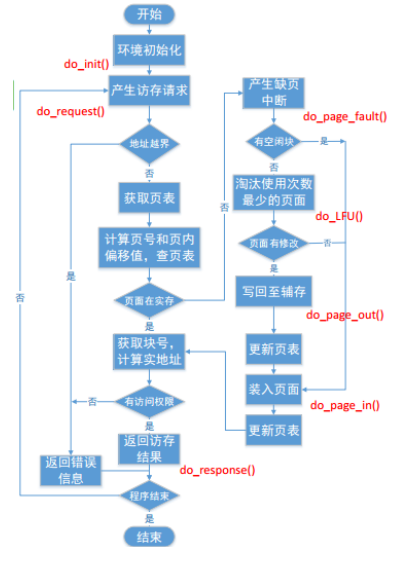 开始
环境初始化
do_init()
产生访存请求
do_request()
地址越界
否
是
获取页表
计算页号和页内
偏移值，查页表
页面在实存
否
是
获取块号，
计算实地址
有访问权限
否
是
返回访存
结果
返回错误
信息
do_response()
程序结束
否
是
结束
产生缺页
中断
do_page_fault()
有空闲块
是
否
淘汰使用次数
最少的页面
do_LFU()
页面有修改
否
是
写回至辅存
do_page_out()
更新页表
装入页面
do_page_in()
更新页表